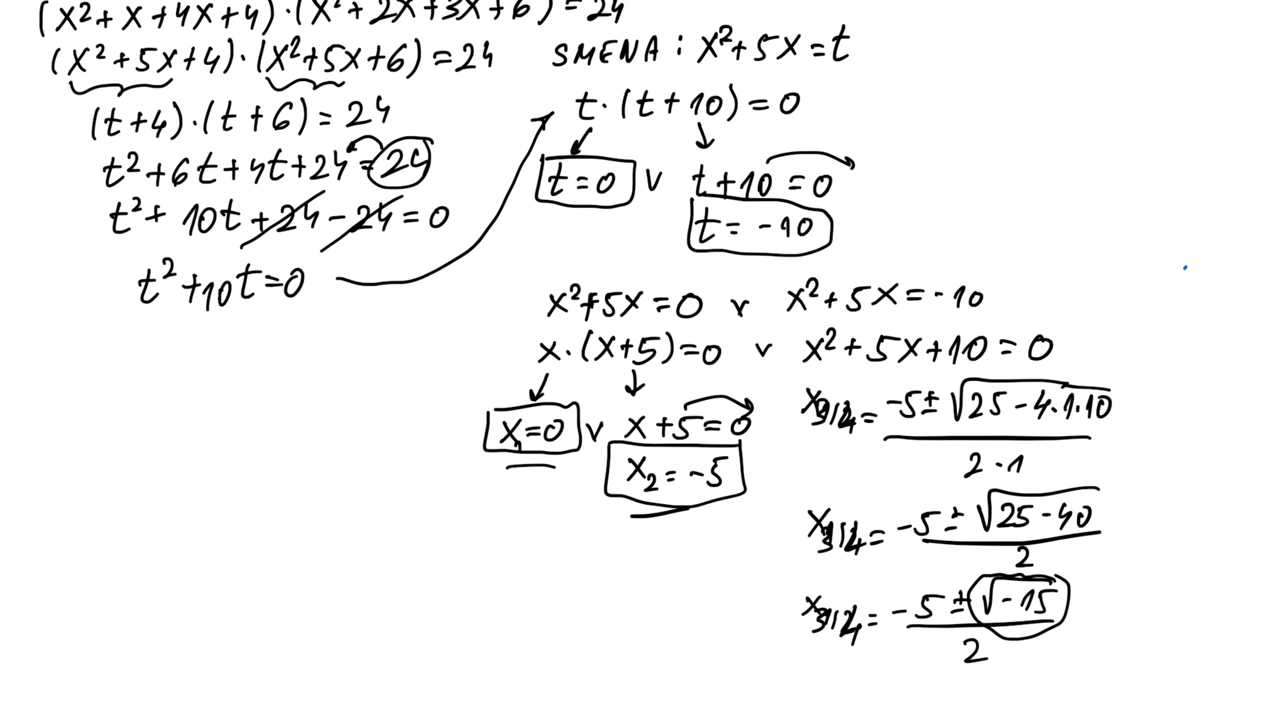 (x²+x+4x+4)·(x²+2x+3x+6)=24
(x²+5x+4)·(x²+5x+6)=24
(t+4)·(t+6)=24
t²+6t+4t+24=24
t²+10t+24-24=0
t²+10t=0
SMENA: x²+5x=t
t·(t+10)=0
t=0 v t+10=0
t=-10
x²+5x=0 v x²+5x=-10
x·(x+5)=0 v x²+5x+10=0
x₁=0 v x+5=0
x₂=-5
x₃/₄=(-5±√(25-4·1·10))/(2·1)
x₃/₄=(-5±√(25-40))/2
x₃/₄=(-5±√(-15))/2